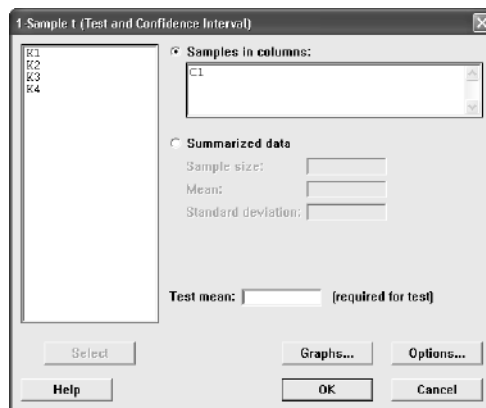 1-Sample t (Test and Confidence Interval)
K1
K2
K3
K4
Samples in columns:
C1
Summarized data
Sample size:
Mean:
Standard deviation:
Test mean:
(required for test)
Select
Graphs...
Options...
Help
OK
Cancel